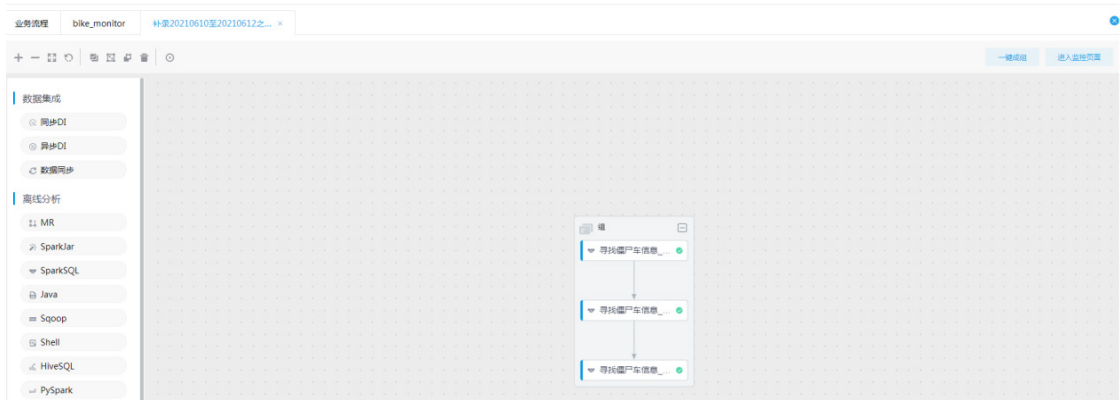 业务流程 bike_monitor 补录20210610至20210612之... ×
一键成组 进入监控页面
数据集成
同步DI
异步DI
数据同步
离线分析
MR
SparkJar
SparkSQL
Java
Sqoop
Shell
HiveSQL
PySpark
组
寻找僵尸车信息_...
寻找僵尸车信息_...
寻找僵尸车信息_...